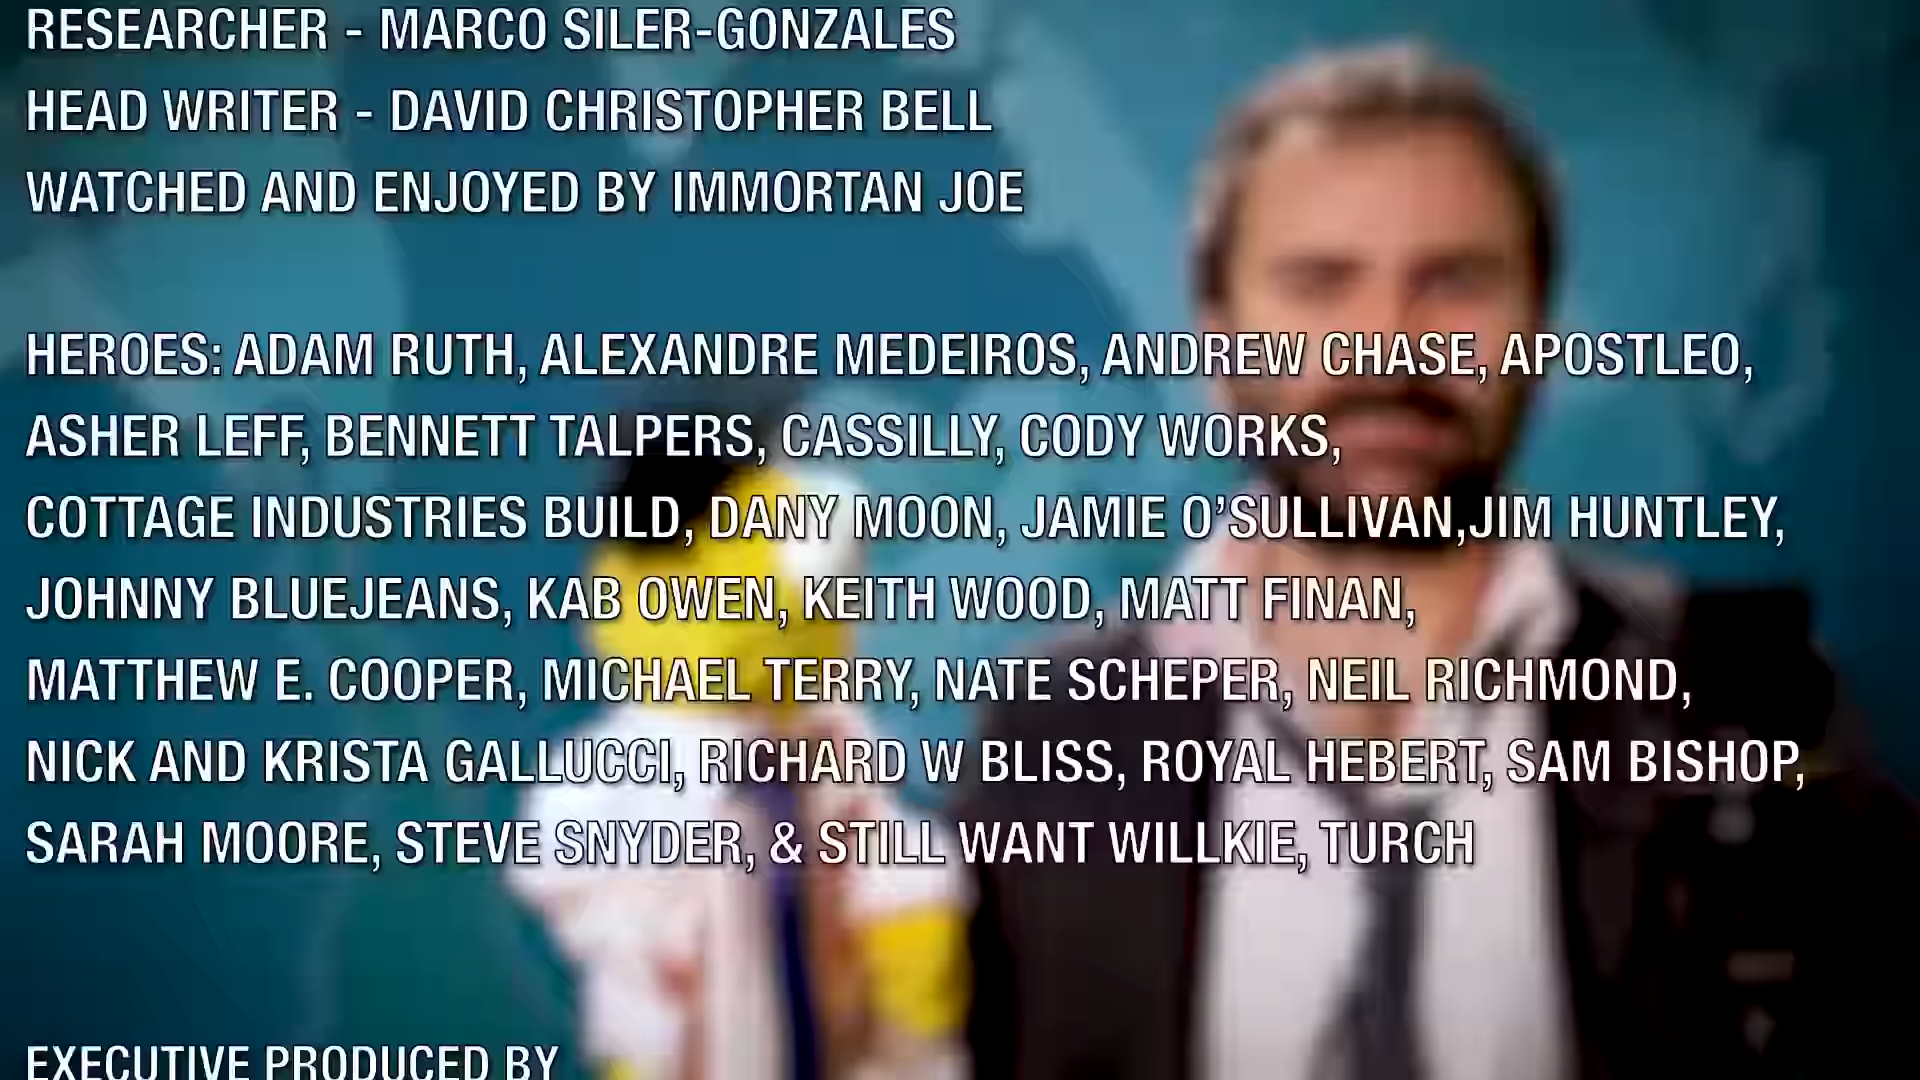 RESEARCHER - MARCO SILER-GONZALES
HEAD WRITER - DAVID CHRISTOPHER BELL
WATCHED AND ENJOYED BY IMMORTAN JOE
HEROES: ADAM RUTH, ALEXANDRE MEDEIROS, ANDREW CHASE, APOSTLEO,
ASHER LEFF, BENNETT TALPERS, CASSILLY, CODY WORKS,
COTTAGE INDUSTRIES BUILD, DANY MOON, JAMIE O’SULLIVAN,JIM HUNTLEY,
JOHNNY BLUEJEANS, KAB OWEN, KEITH WOOD, MATT FINAN,
MATTHEW E. COOPER, MICHAEL TERRY, NATE SCHEPER, NEIL RICHMOND,
NICK AND KRISTA GALLUCCI, RICHARD W BLISS, ROYAL HEBERT, SAM BISHOP,
SARAH MOORE, STEVE SNYDER, & STILL WANT WILLKIE, TURCH
EXECUTIVE PRODUCED BY